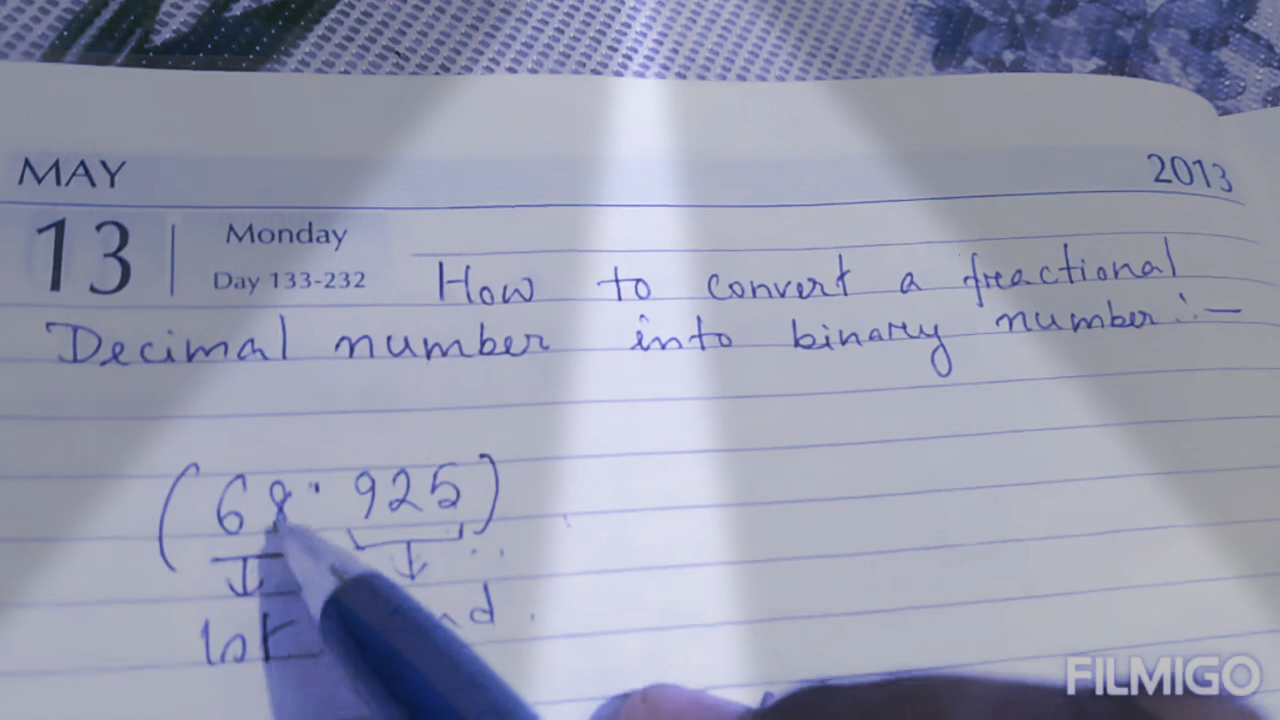 MAY
2013
13
Monday
Day 133-232
How to convert a fractional
Decimal number into binary number :-
(68.925)
1st
FILMIGO